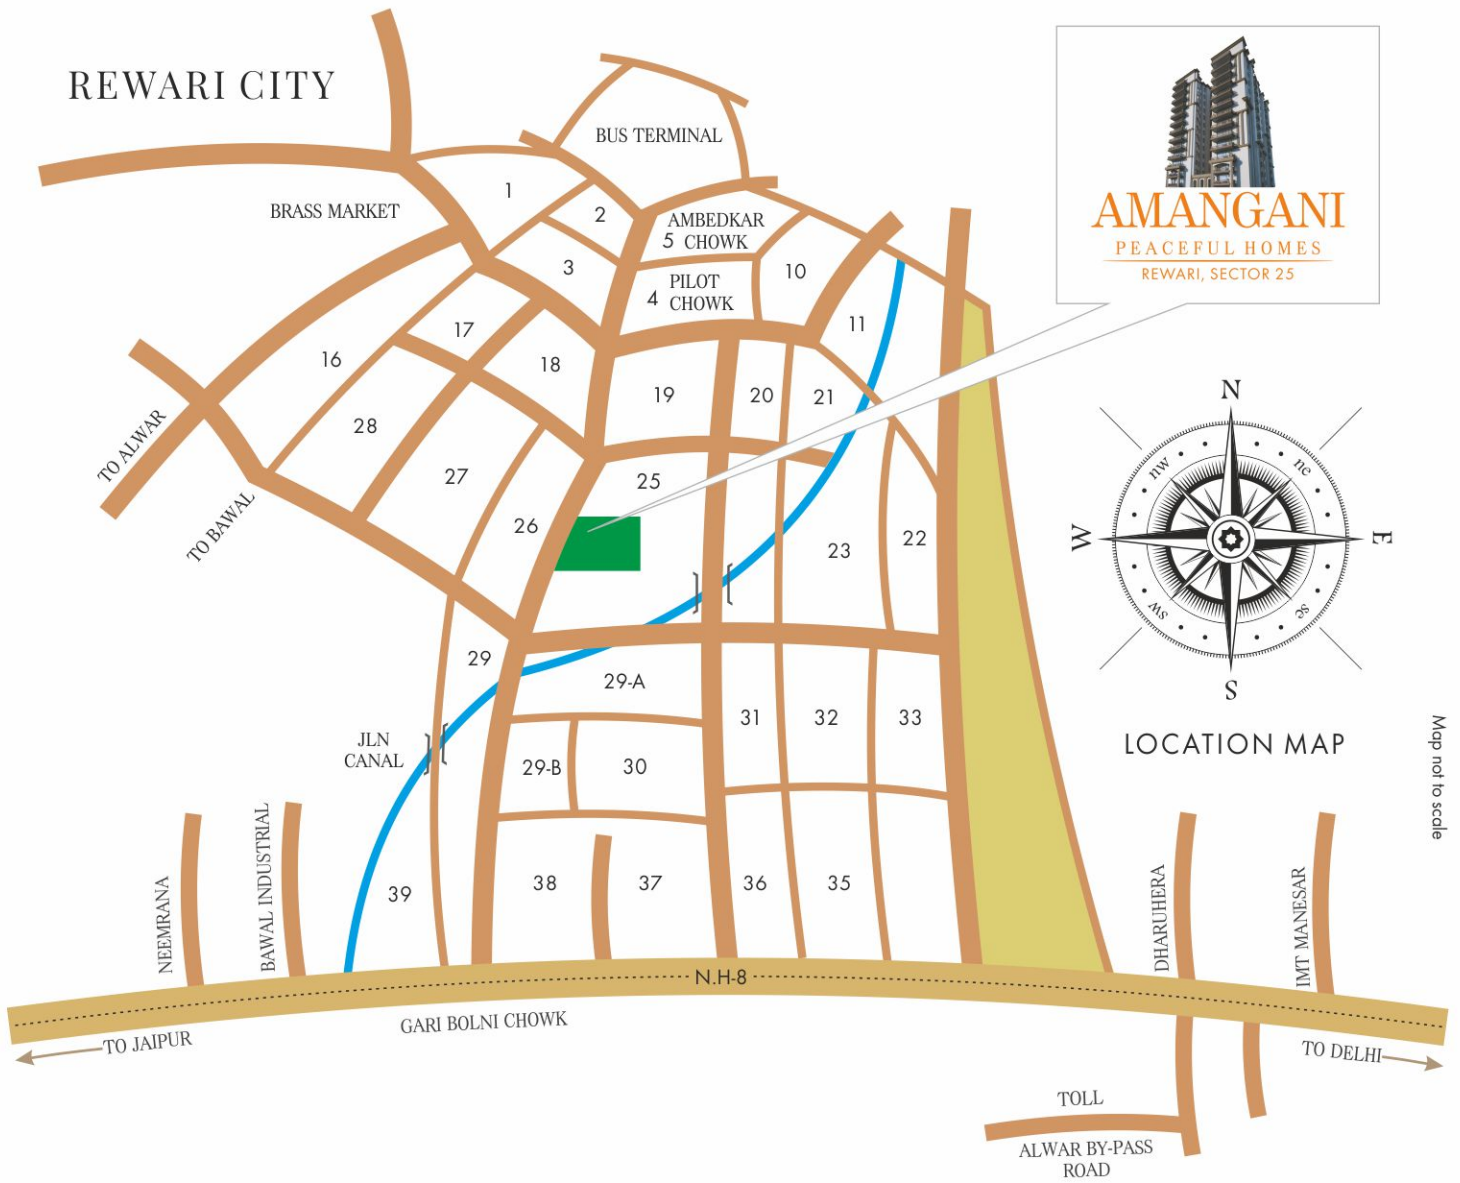 REWARI CITY
BUS TERMINAL
BRASS MARKET
1
2
3
AMBEDKAR
5 CHOWK
PILOT
4 CHOWK
10
11
16
17
18
19
20
21
28
27
26
25
23
22
TO ALWAR
TO BAWAL
29
29-A
29-B
30
31
32
33
JLN
CANAL
39
38
37
36
35
NEEMRANA
BAWAL INDUSTRIAL
DHARUHERA
IMT MANESAR
N.H-8
GARI BOLNI CHOWK
TO JAIPUR
TO DELHI
TOLL
ALWAR BY-PASS
ROAD
AMANGANI
PEACEFUL HOMES
REWARI, SECTOR 25
N
nw
ne
W
E
sw
se
S
LOCATION MAP
Map not to scale